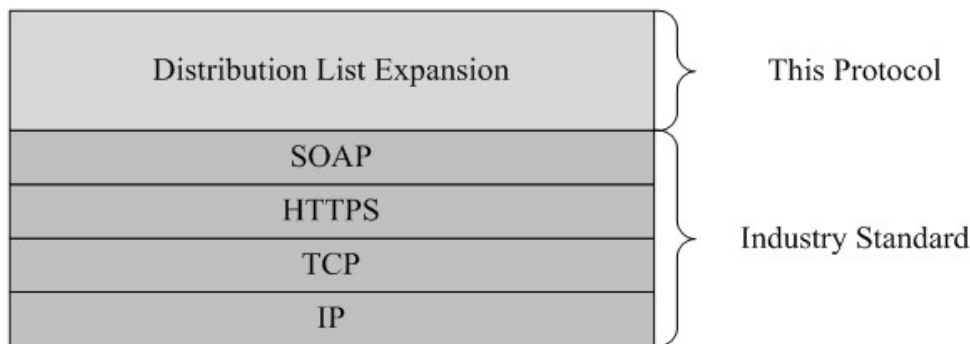 Distribution List Expansion
This Protocol
SOAP
HTTPS
TCP
IP
Industry Standard